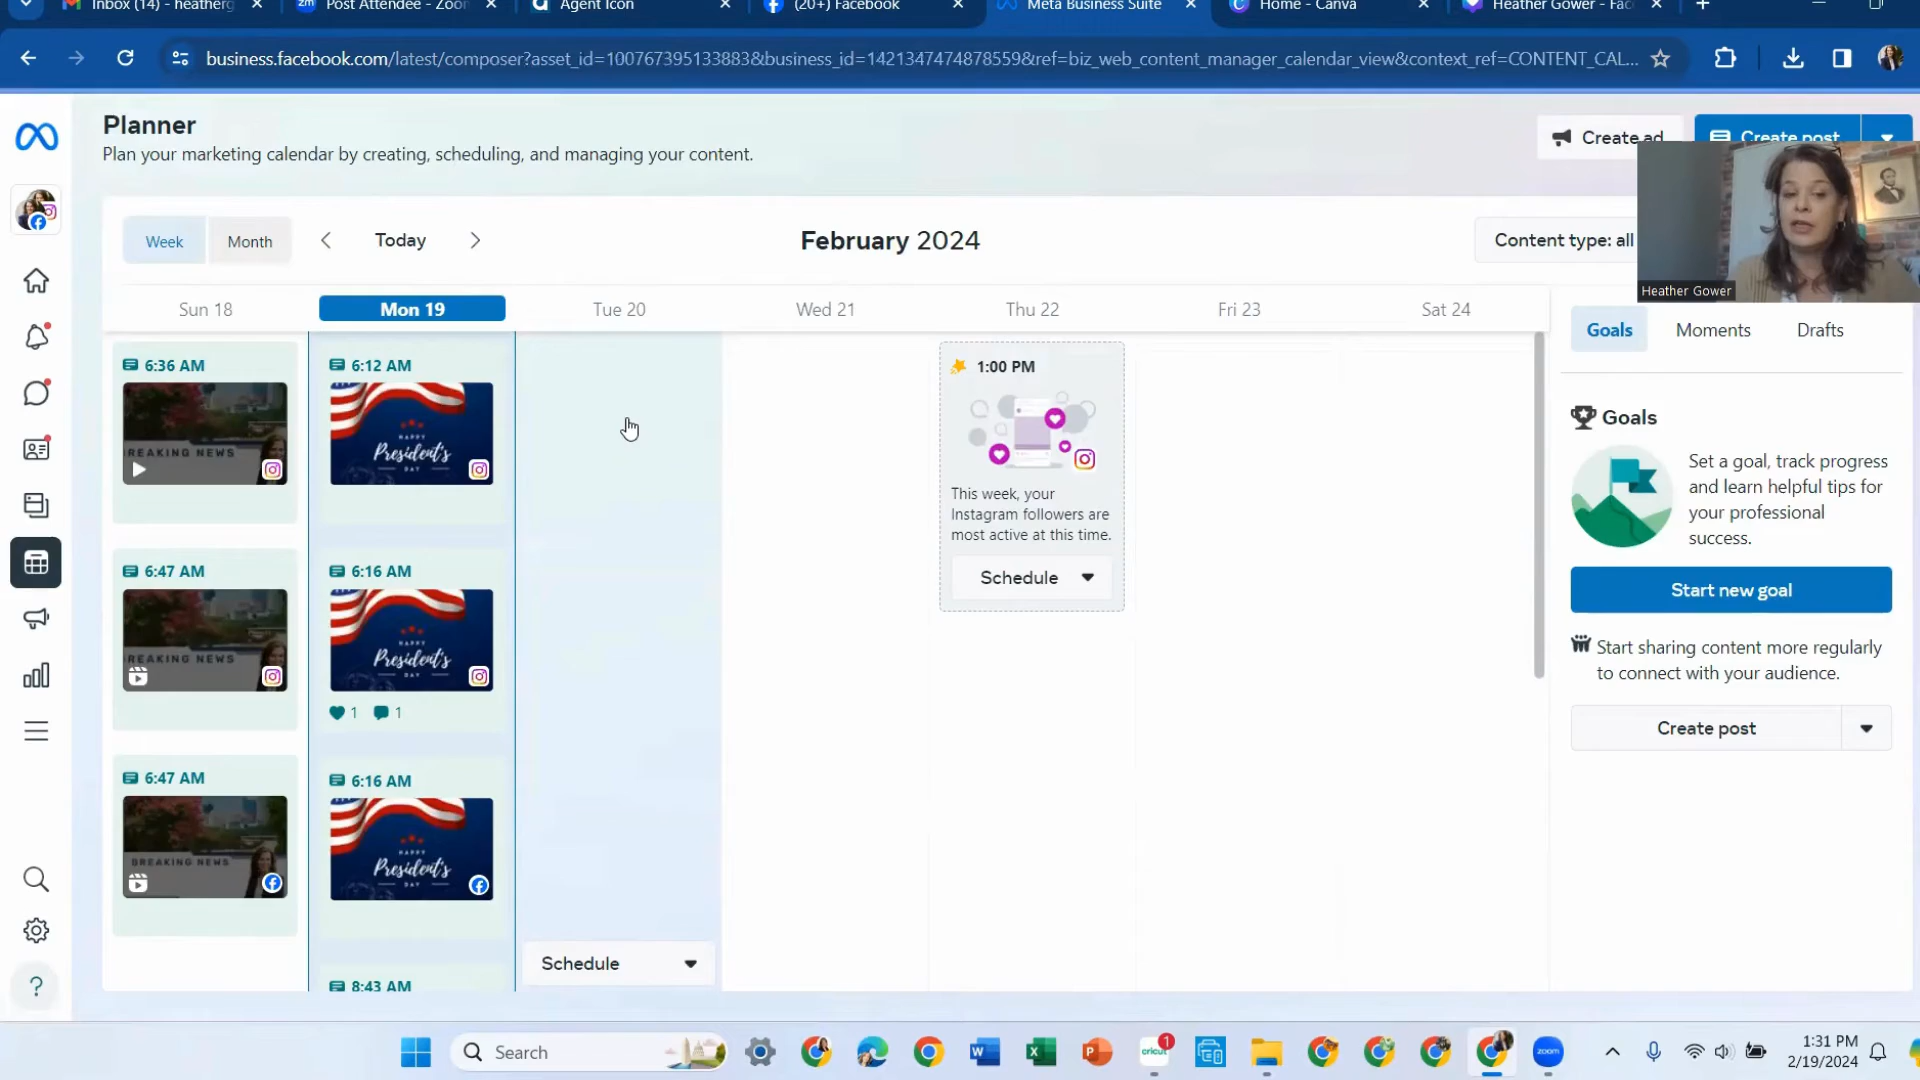 Inbox (14) - heatherg
Post Attendee - Zoom
Agent Icon
(20+) Facebook
Meta Business Suite
Home - Canva
Heather Gower - Fac
business.facebook.com/latest/composer?asset_id=100767395133883&business_id=1421347474878559&ref=biz_web_content_manager_calendar_view&context_ref=CONTENT_CAL...
Planner
Plan your marketing calendar by creating, scheduling, and managing your content.
Create ad
Create post
Heather Gower
Week
Month
Today
February 2024
Content type: all
Sun 18
Mon 19
Tue 20
Wed 21
Thu 22
Fri 23
Sat 24
6:36 AM
REAKING NEWS
6:47 AM
REAKING NEWS
6:47 AM
BREAKING NEWS
6:12 AM
HAPPY
President's
DAY
6:16 AM
HAPPY
President's
DAY
1
1
6:16 AM
HAPPY
President's
DAY
8:43 AM
Schedule
1:00 PM
This week, your
Instagram followers are
most active at this time.
Schedule
Goals
Moments
Drafts
Goals
Set a goal, track progress
and learn helpful tips for
your professional
success.
Start new goal
Start sharing content more regularly
to connect with your audience.
Create post
Search
cricut
1
zoom
1:31 PM
2/19/2024